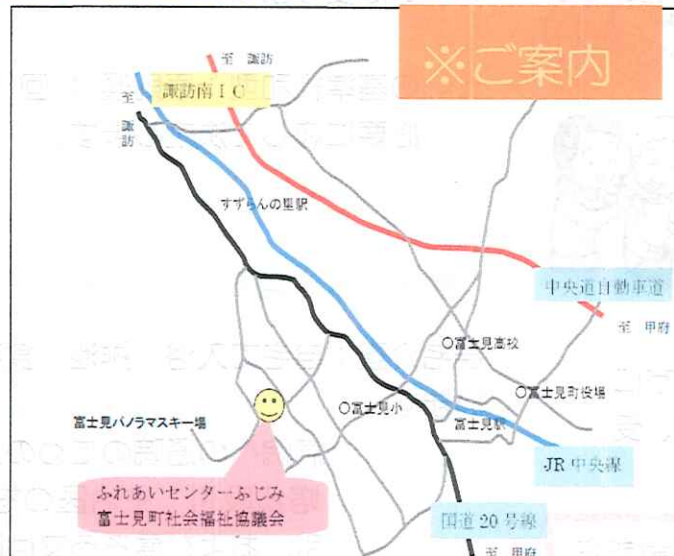 ※ご案内
至 諏訪
諏訪南IC
至
諏訪
すずらんの里駅
中央道自動車道
至 甲府
○富士見高校
○富士見町役場
○富士見小
富士見駅
富士見パノラマスキー場
JR中央線
ふれあいセンターふじみ
富士見町社会福祉協議会
国道20号線
至 甲府